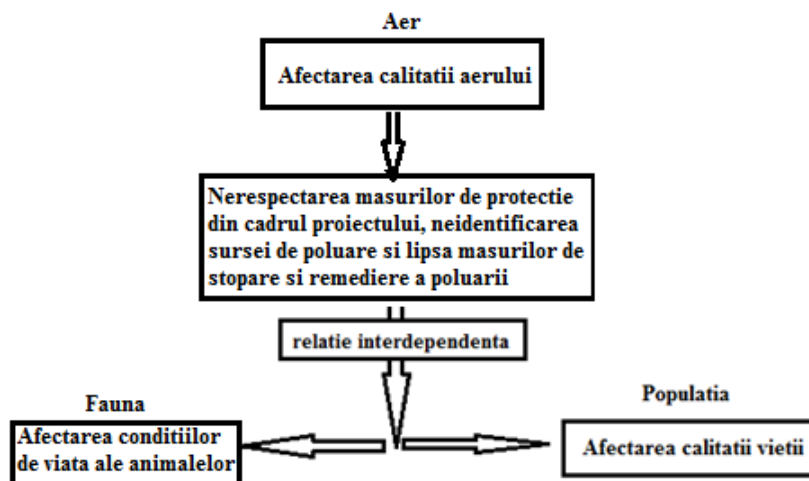 Aer
Afectarea calitatii aerului
Nerespectarea masurilor de protectie
din cadrul proiectului, neidentificarea
sursei de poluare si lipsa masurilor de
stopare si remediere a poluarii
relatie interdependenta
Fauna
Afectarea conditiilor
de viata ale animalelor
Populatia
Afectarea calitatii vietii